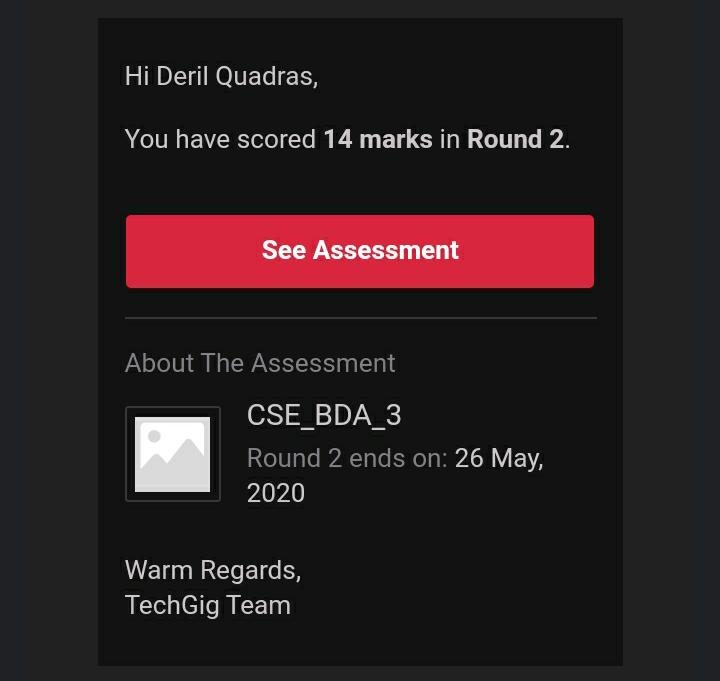 Hi Deril Quadras,
You have scored 14 marks in Round 2.
See Assessment
About The Assessment
CSE_BDA_3
Round 2 ends on: 26 May,
2020
Warm Regards,
TechGig Team